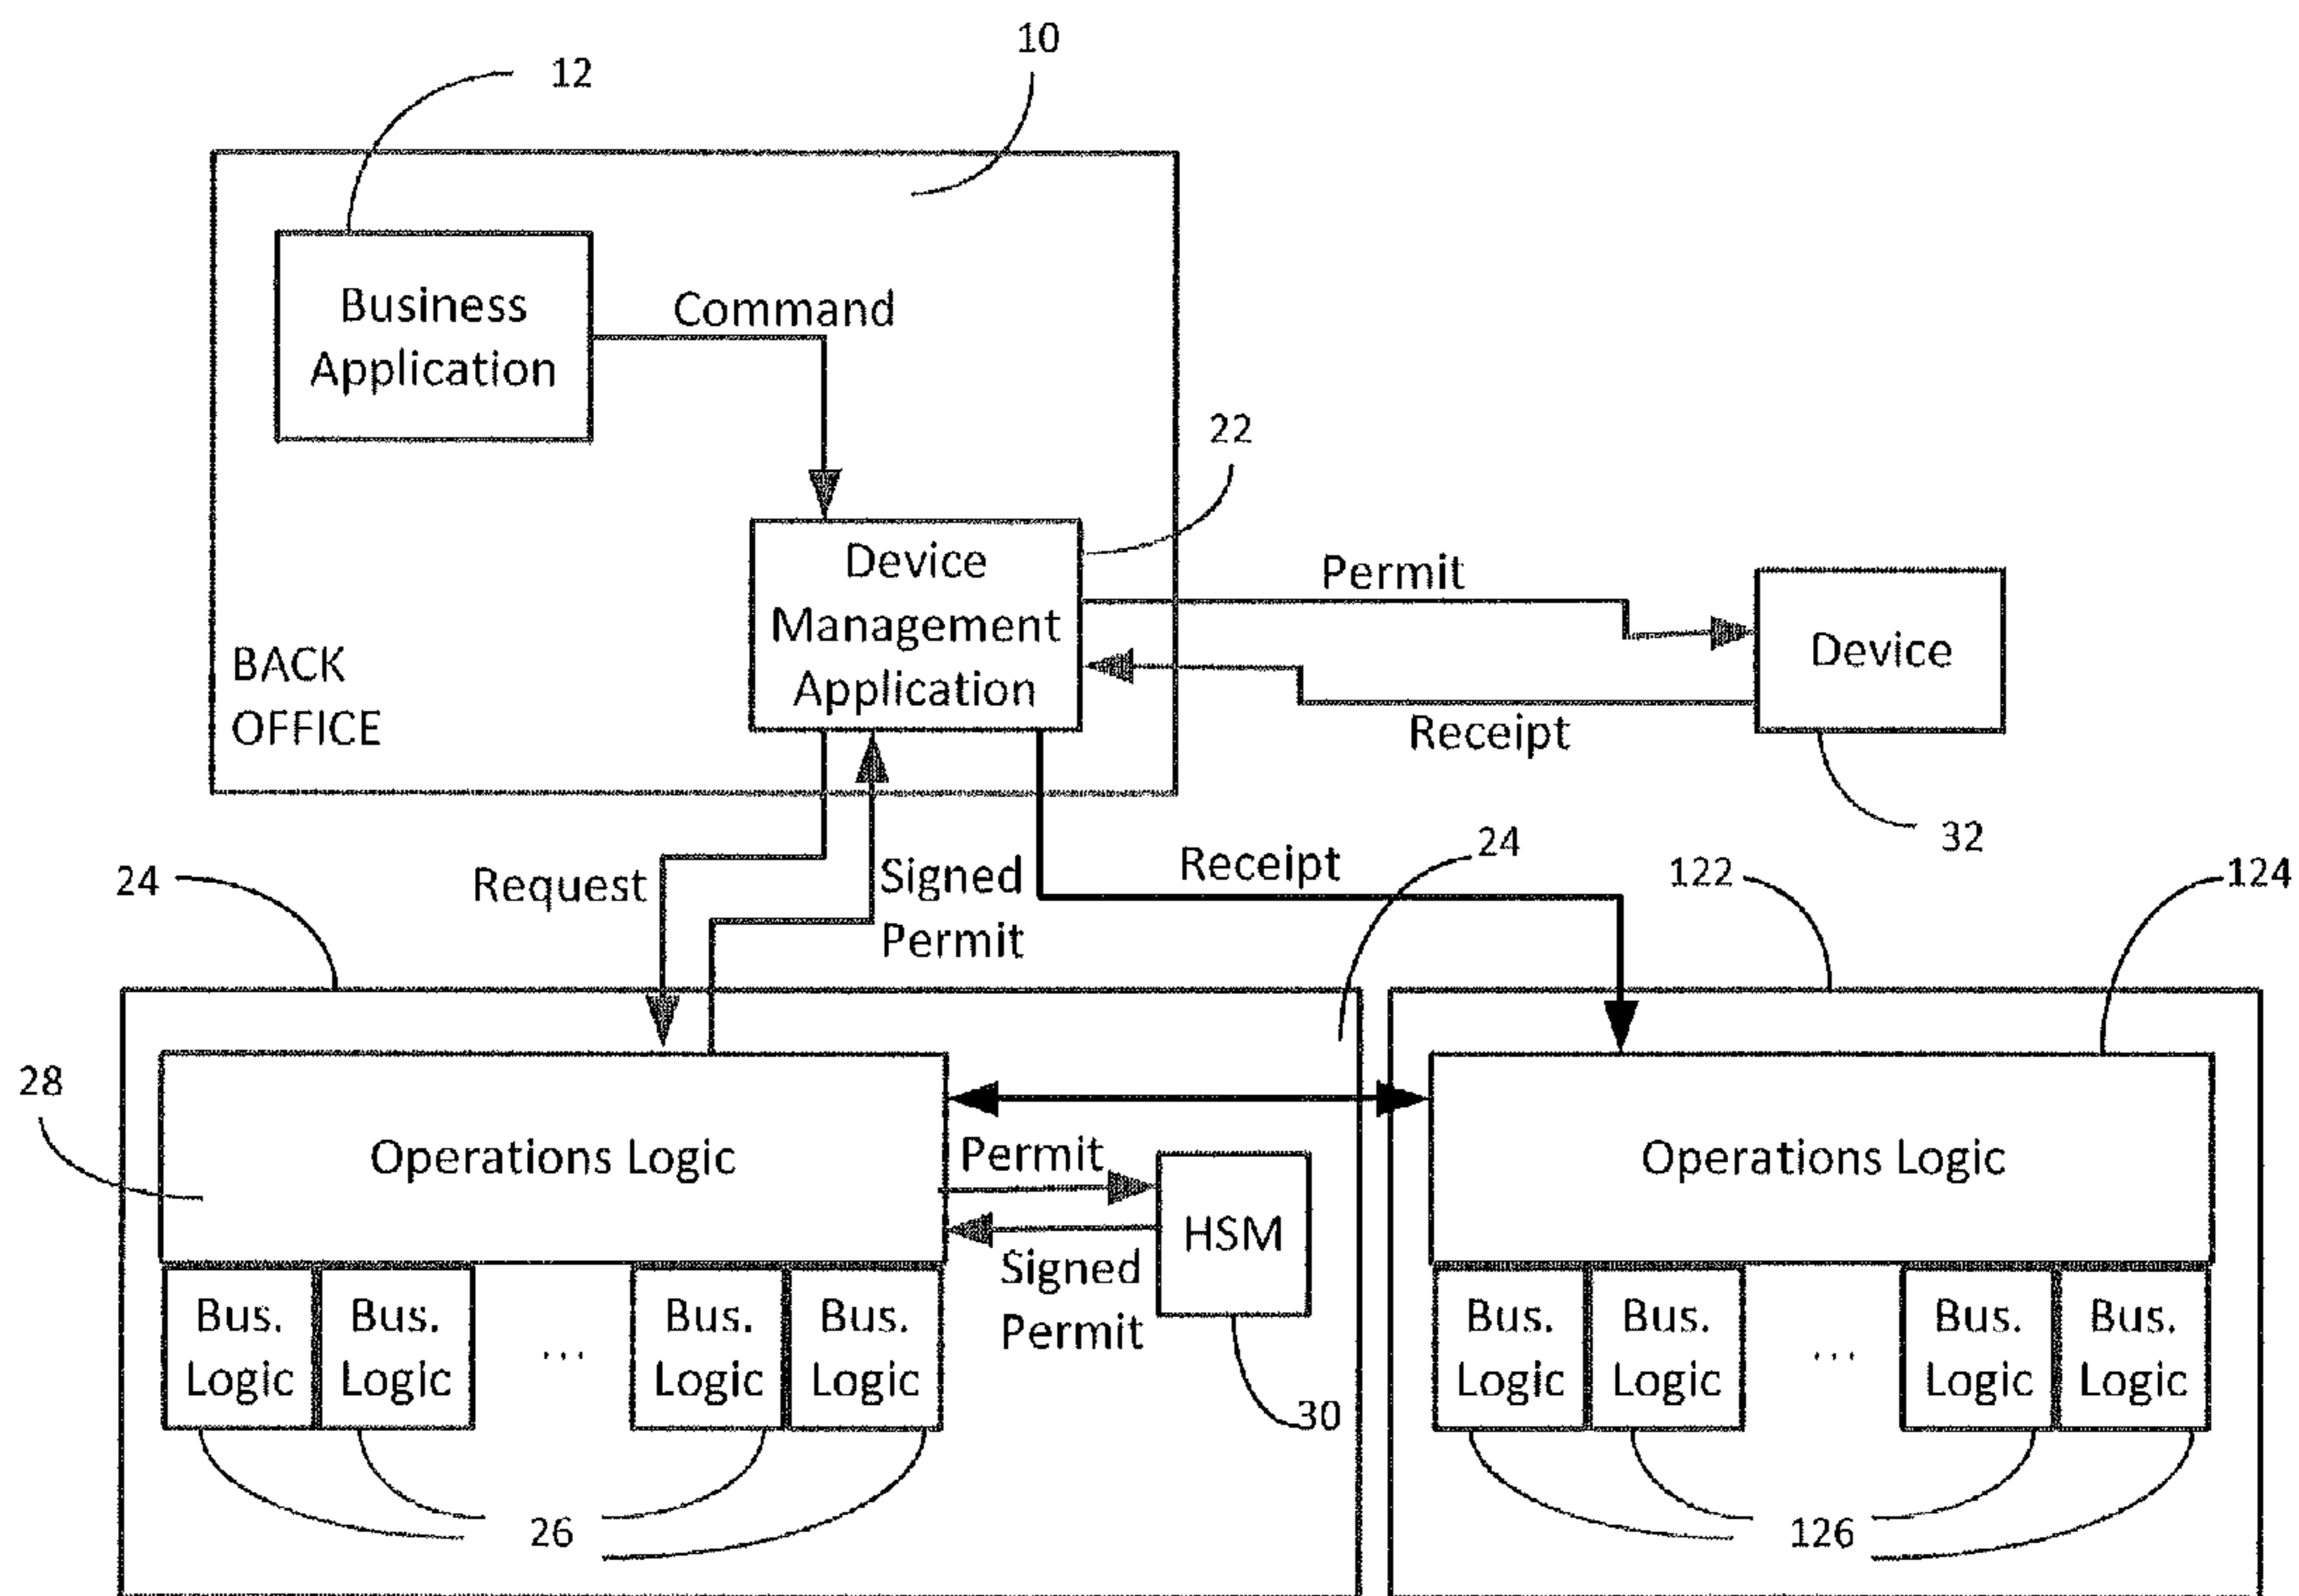 10
12
Business
Application
Command
22
Device
Management
Application
BACK
OFFICE
Permit
Device
Receipt
32
24
Request
Signed
Permit
Receipt
24
122
124
28
Operations Logic
Permit
HSM
Signed
Permit
30
Bus.
Logic
Bus.
Logic
...
Bus.
Logic
Bus.
Logic
26
Operations Logic
Bus.
Logic
Bus.
Logic
...
Bus.
Logic
Bus.
Logic
126